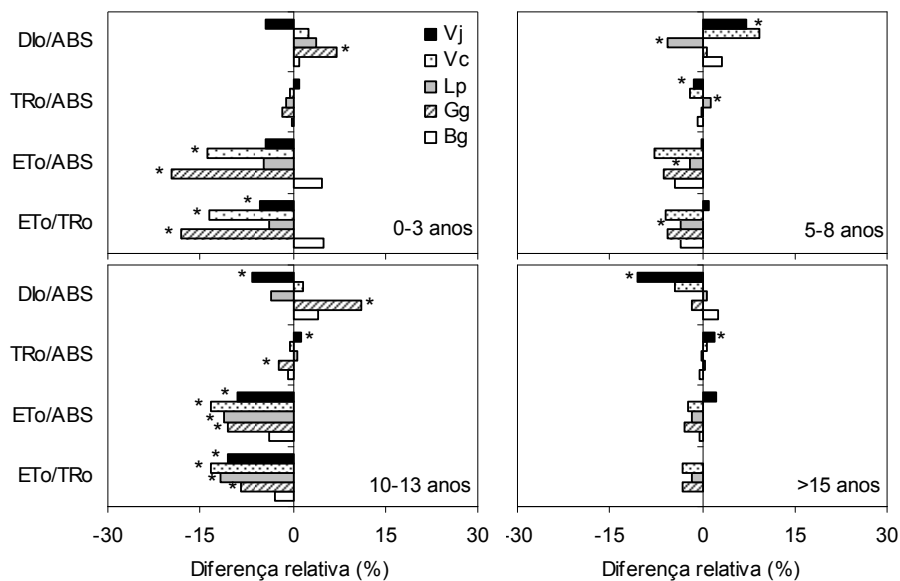 DIo/ABS
TRo/ABS
ETo/ABS
ETo/TRo
* * * * * *
Vj
Vc
Lp
Gg
Bg
0-3 anos
* * * * * *
5-8 anos
DIo/ABS
TRo/ABS
ETo/ABS
ETo/TRo
* * * * * * * * * * * *
10-13 anos
* *
>15 anos
-30 -15 0 15 30
Diferença relativa (%)
-30 -15 0 15 30
Diferença relativa (%)